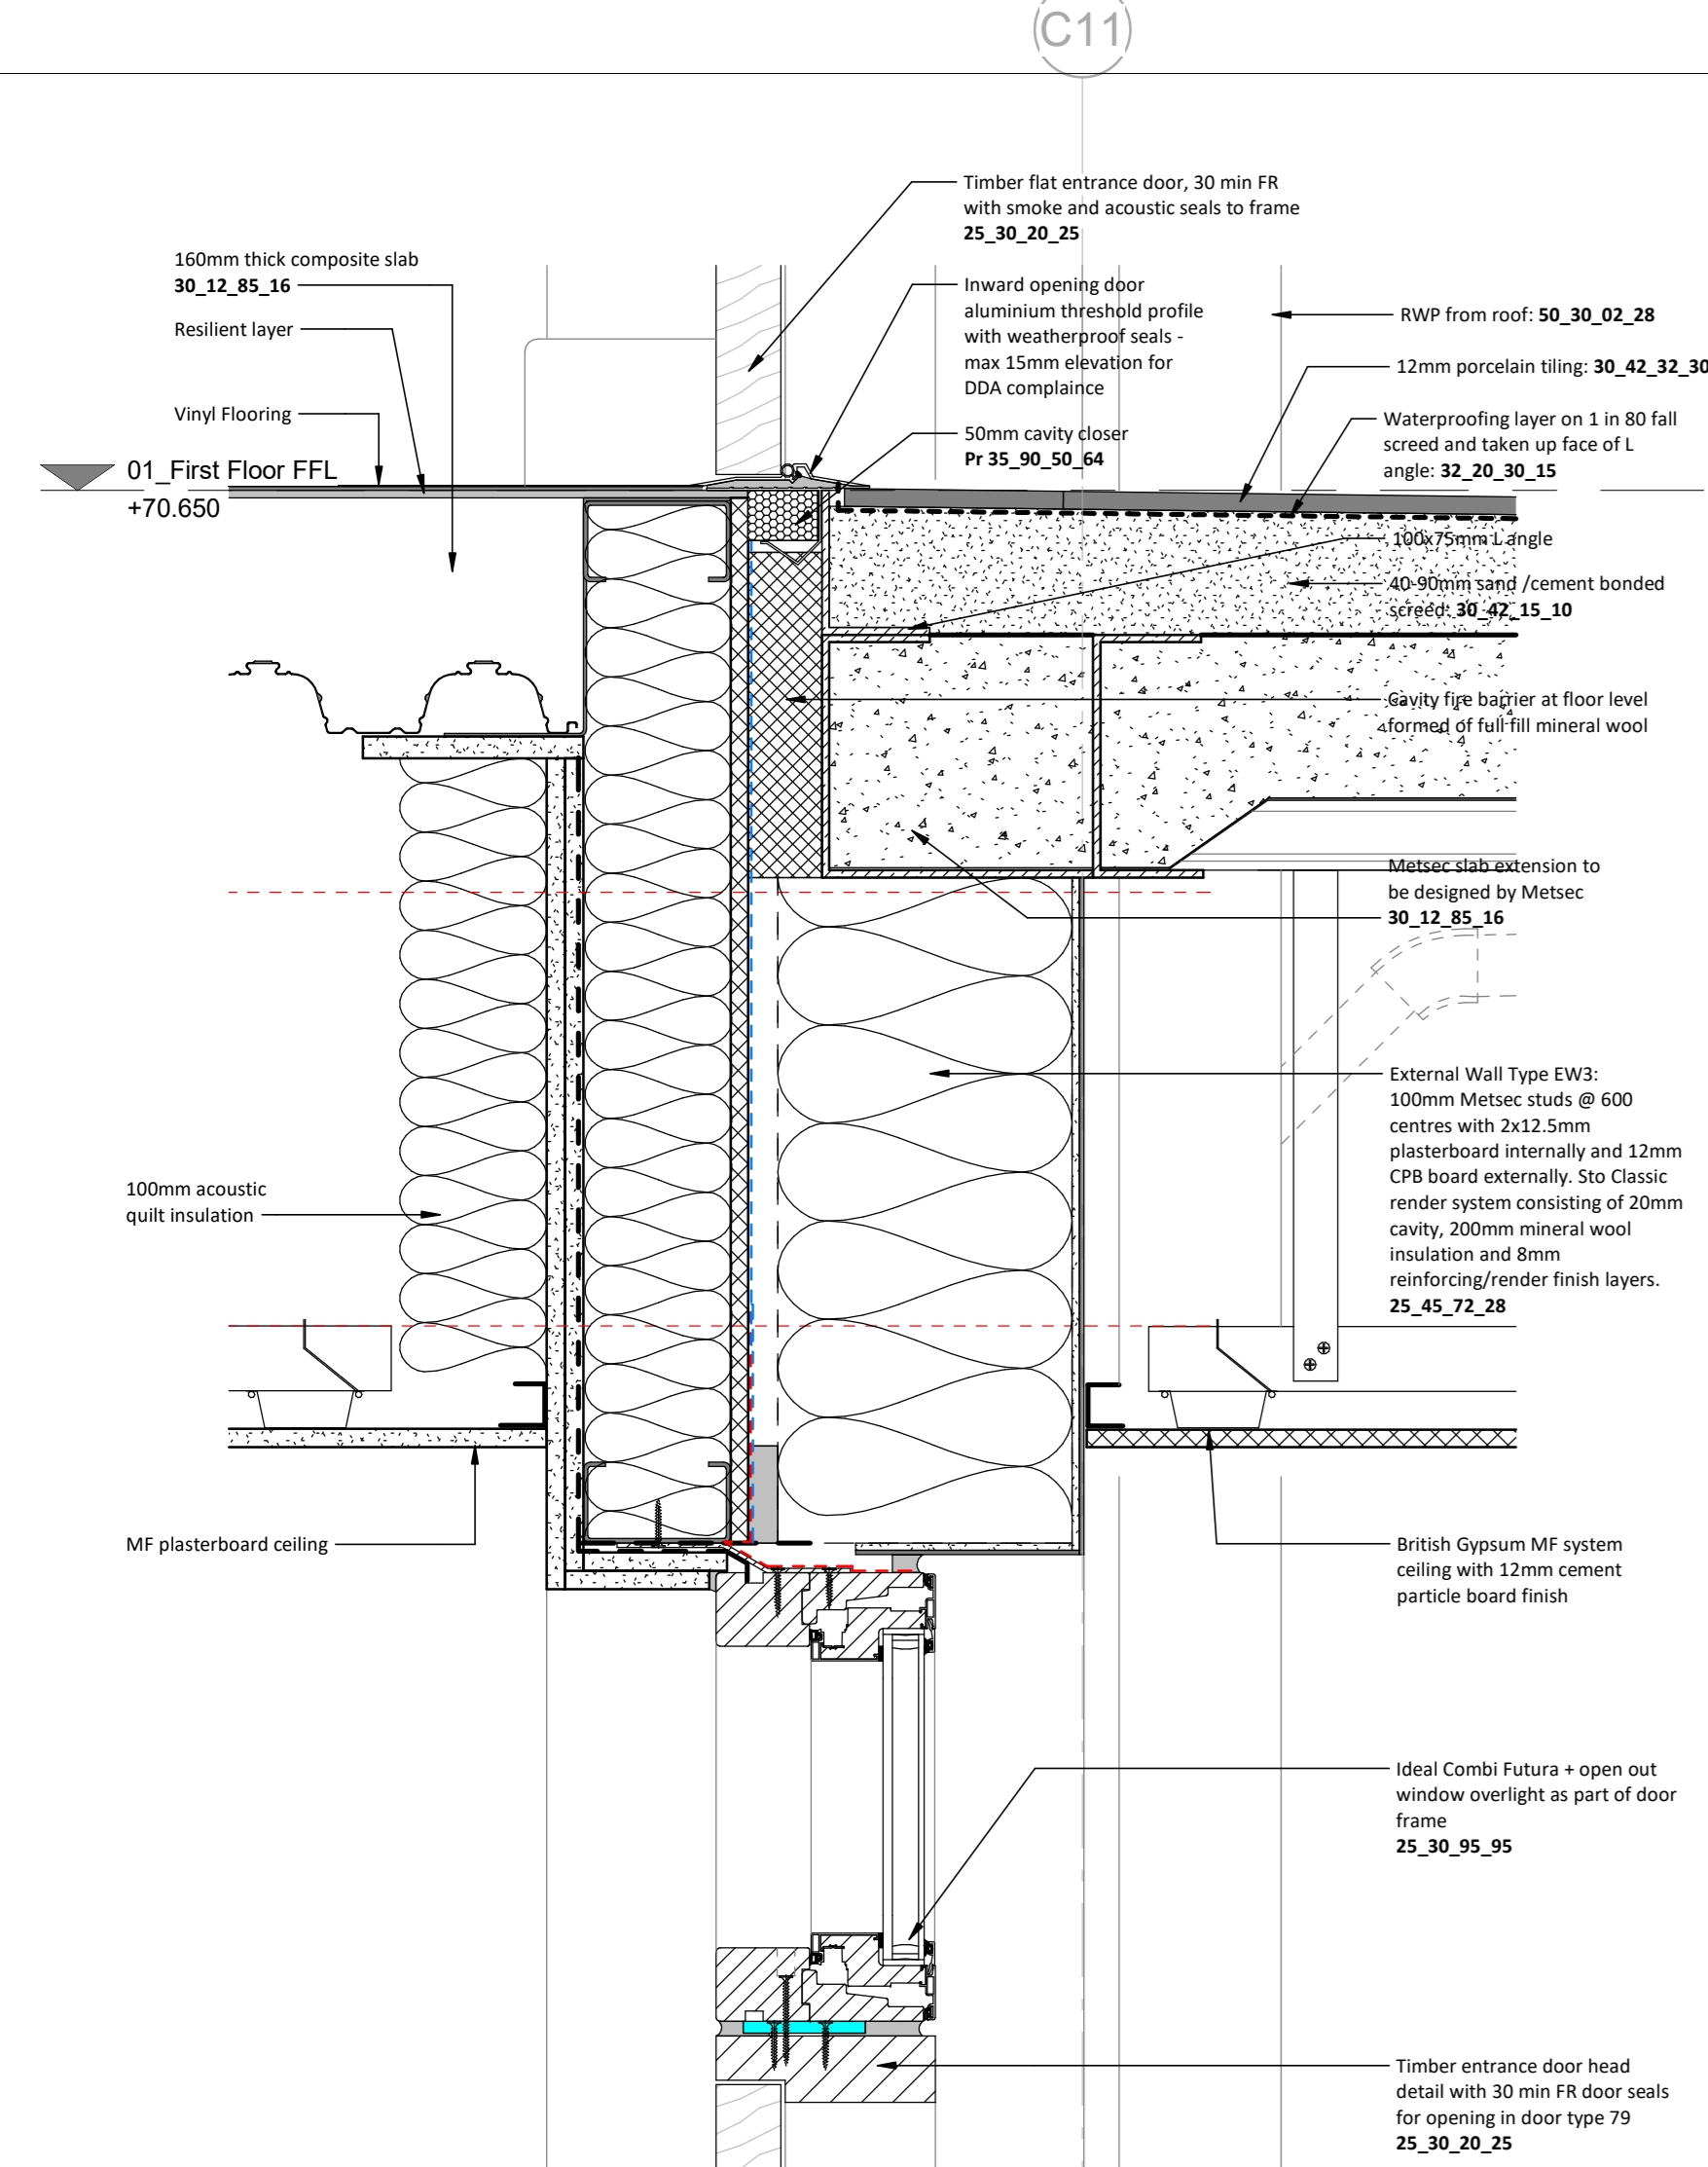 C11
Timber flat entrance door, 30 min FR
with smoke and acoustic seals to frame
25_30_20_25
160mm thick composite slab
30_12_85_16
Resilient layer
Vinyl Flooring
01_First Floor FFL
+70.650
Inward opening door
aluminium threshold profile
with weatherproof seals -
max 15mm elevation for
DDA complaince
50mm cavity closer
Pr 35_90_50_64
RWP from roof: 50_30_02_28
12mm porcelain tiling: 30_42_32_30
Waterproofing layer on 1 in 80 fall
screed and taken up face of L
angle: 32_20_30_15
100x75mm L angle
40-90mm sand /cement bonded
screed: 30_42_15_10
Cavity fire barrier at floor level
formed of full fill mineral wool
Metsec slab extension to
be designed by Metsec
30_12_85_16
External Wall Type EW3:
100mm Metsec studs @ 600
centres with 2x12.5mm
plasterboard internally and 12mm
CPB board externally. Sto Classic
render system consisting of 20mm
cavity, 200mm mineral wool
insulation and 8mm
reinforcing/render finish layers.
25_45_72_28
100mm acoustic
quilt insulation
MF plasterboard ceiling
British Gypsum MF system
ceiling with 12mm cement
particle board finish
Ideal Combi Futura + open out
window overlight as part of door
frame
25_30_95_95
Timber entrance door head
detail with 30 min FR door seals
for opening in door type 79
25_30_20_25